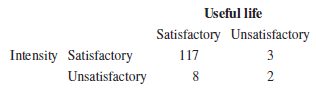 Useful life
Satisfactory Unsatisfactory
Intensity Satisfactory 117 3
Unsatisfactory 8 2